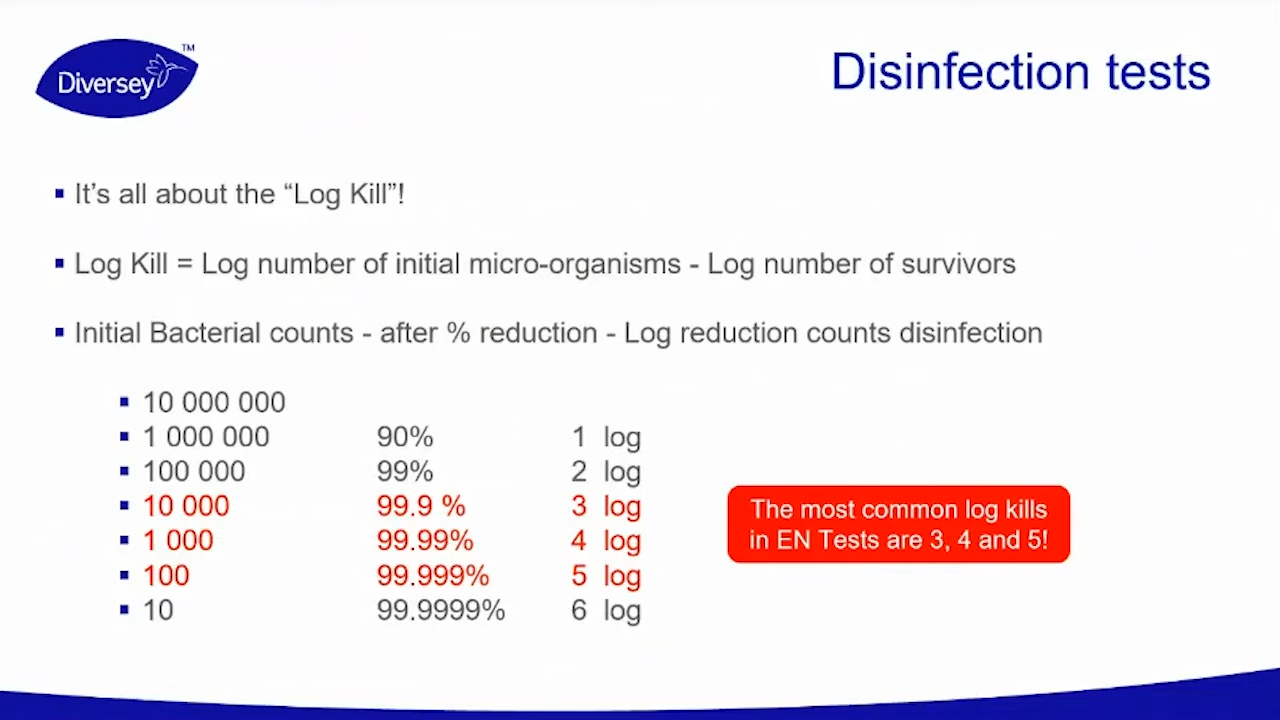 Diversey™
Disinfection tests
▪ It’s all about the “Log Kill”!
▪ Log Kill = Log number of initial micro-organisms - Log number of survivors
▪ Initial Bacterial counts - after % reduction - Log reduction counts disinfection
▪ 10 000 000
▪ 1 000 000 90% 1 log
▪ 100 000 99% 2 log
▪ 10 000 99.9 % 3 log
▪ 1 000 99.99% 4 log
▪ 100 99.999% 5 log
▪ 10 99.9999% 6 log
The most common log kills
in EN Tests are 3, 4 and 5!